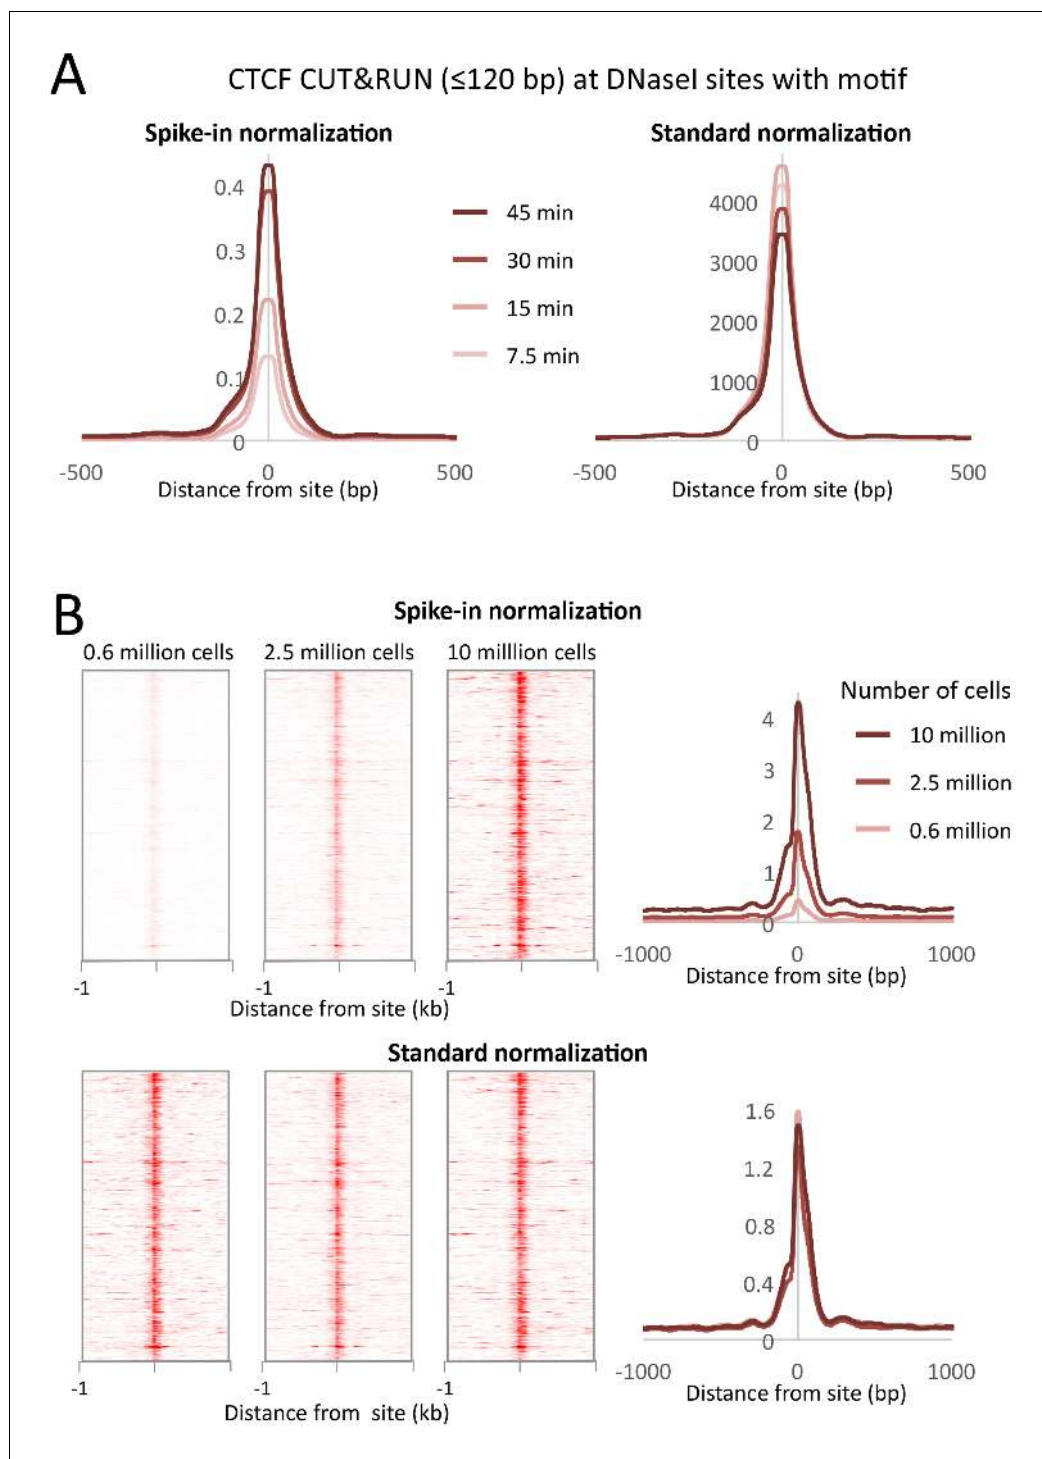 A
CTCF CUT&RUN (≤120 bp) at DNaseI sites with motif
Spike-in normalization
0.4
0.3
0.2
0.1
0
-500
0
500
Distance from site (bp)
45 min
30 min
15 min
7.5 min
Standard normalization
4000
3000
2000
1000
-500
0
500
Distance from site (bp)
B
Spike-in normalization
0.6 million cells
2.5 million cells
10 milllion cells
-1
-1
-1
Distance from site (kb)
Number of cells
10 million
2.5 million
0.6 million
4
3
2
1
0
-1000
0
1000
Distance from site (bp)
Standard normalization
-1
-1
-1
Distance from site (kb)
1.6
1.2
0.8
0.4
0
-1000
0
1000
Distance from site (bp)